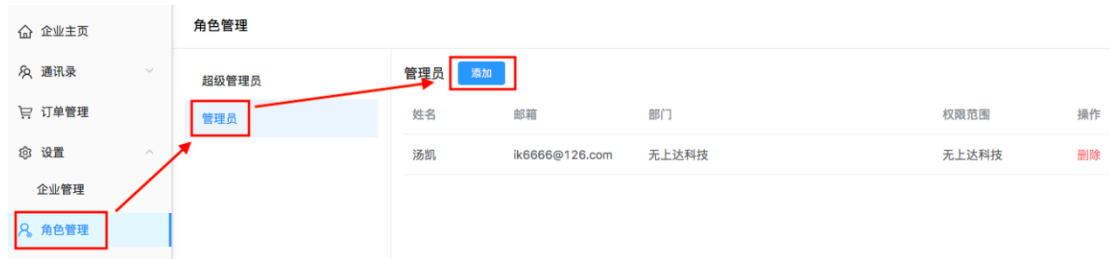 企业主页
通讯录
订单管理
设置
企业管理
角色管理
角色管理
超级管理员
管理员
管理员 添加
姓名 邮箱 部门 权限范围 操作
汤凯 ik6666@126.com 无上达科技 无上达科技 删除